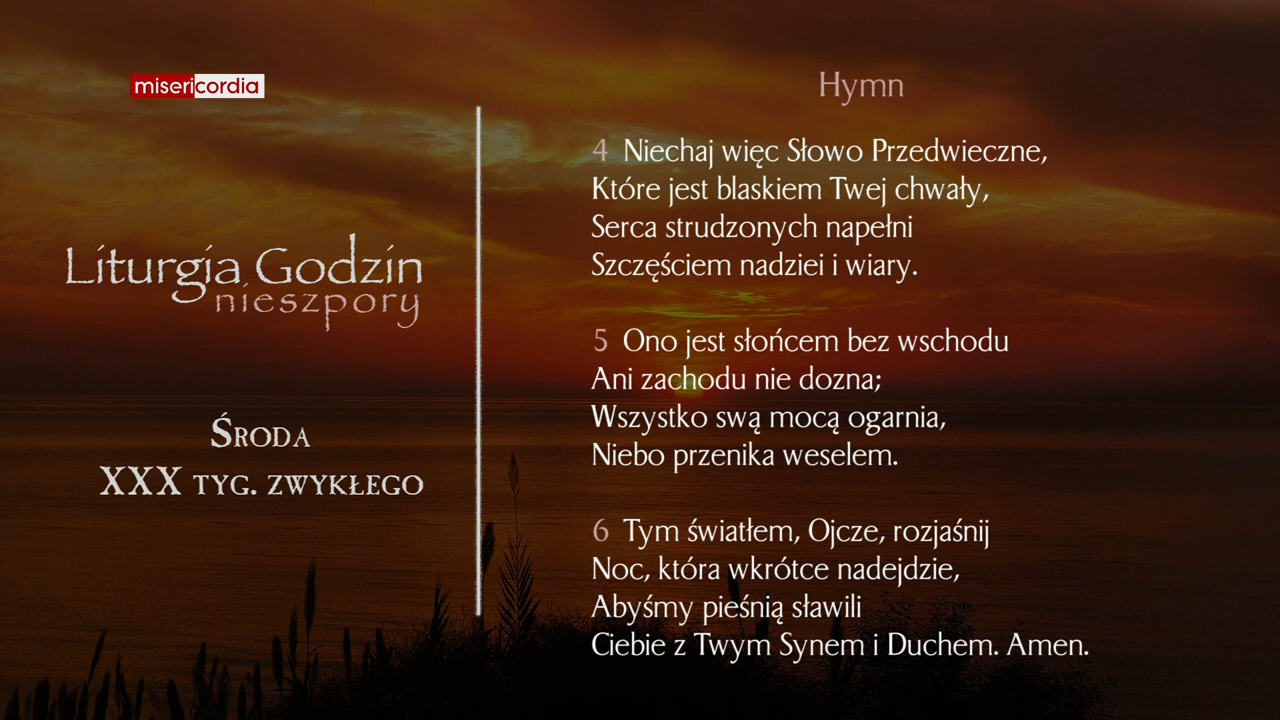 misericordia
Liturgia Godzin
nieszpory
Środa
XXX tyg. zwykłego
Hymn
4 Niechaj więc Słowo Przedwieczne,
Które jest blaskiem Twej chwały,
Serca strudzonych napełni
Szczęściem nadziei i wiary.
5 Ono jest słońcem bez wschodu
Ani zachodu nie dozna;
Wszystko swą mocą ogarnia,
Niebo przenika weselem.
6 Tym światłem, Ojcze, rozjaśnij
Noc, która wkrótce nadejdzie,
Abyśmy pieśnią sławili
Ciebie z Twym Synem i Duchem. Amen.